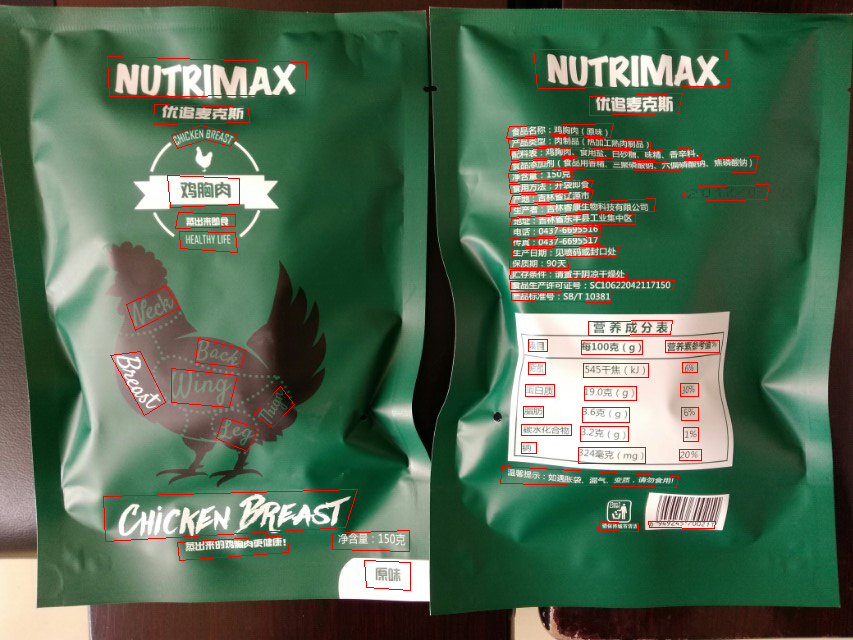 NUTRIMAX
优追麦克斯
CHICKEN BREAST
鸡胸肉
蒸出来即食
HEALTHY LIFE
Neck
Back
Breast
Wing
Leg
CHICKEN BREAST
蒸出来的鸡胸肉更健康!
净含量:150克
原味
NUTRIMAX
优追麦克斯
食品名称:鸡胸肉(原味)
产品类型:肉制品(热加工熟肉制品)
配料表:鸡胸肉、食用盐、白砂糖、味精、香辛料、
食品添加剂(食品用香精、三聚磷酸钠、六偏磷酸钠、焦磷酸钠)
净含量:150克
食用方法:开袋即食
产地:吉林省辽源市
生产者:吉林睿康生物科技有限公司
地址:吉林省东丰县工业集中区
电话:0437-6695516
传真:0437-6695517
生产日期:见喷码或封口处
保质期:90天
贮存条件:请置于阴凉干燥处
食品生产许可证号:SC10622042117150
产品标准号:SB/T 10381
营养成分表
项目 每100克(g) 营养素参考值%
能量 545千焦(kJ) 6%
蛋白质 19.0克(g) 30%
脂肪 3.6克(g) 6%
碳水化合物 3.2克(g) 1%
钠 324毫克(mg) 20%
温馨提示:如遇胀袋、漏气、变质,请勿食用!